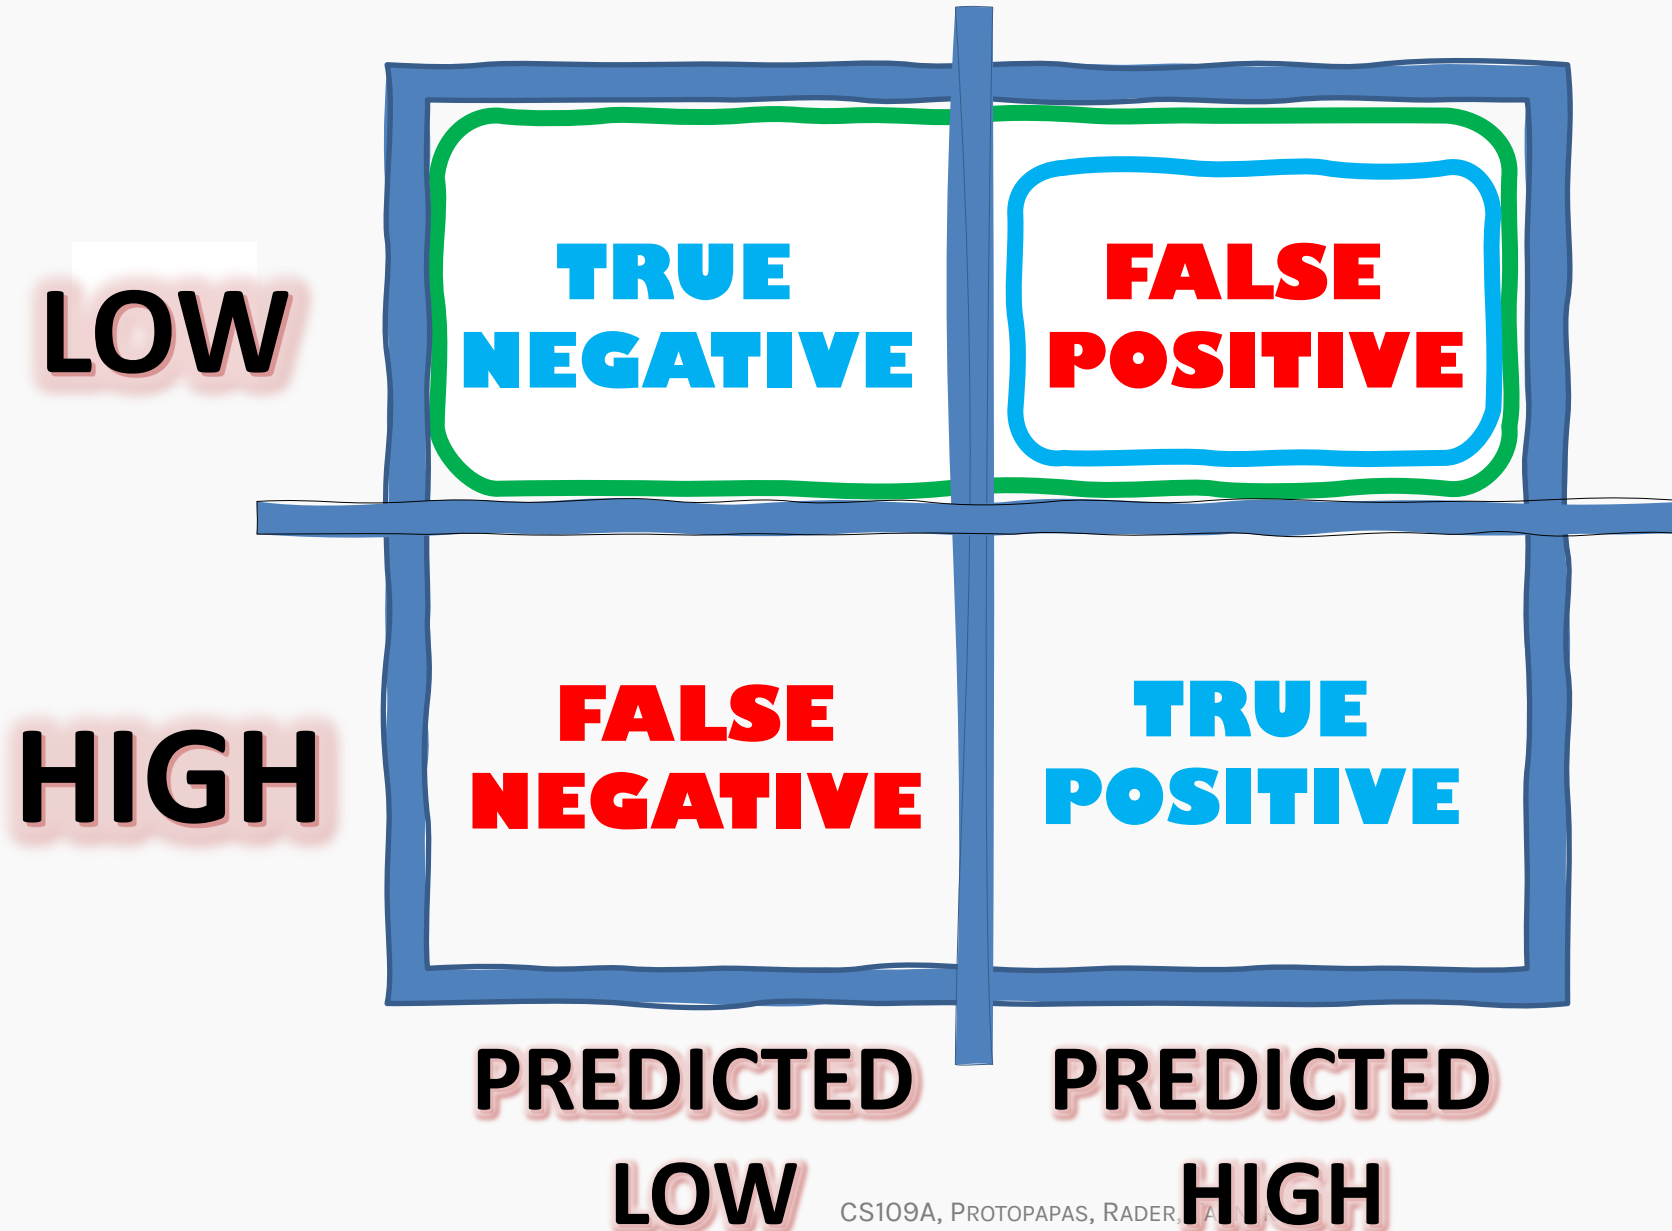 LOW
TRUE
NEGATIVE
FALSE
POSITIVE
HIGH
FALSE
NEGATIVE
TRUE
POSITIVE
PREDICTED
LOW
PREDICTED
HIGH
CS109A, PROTOPAPAS, RADER,